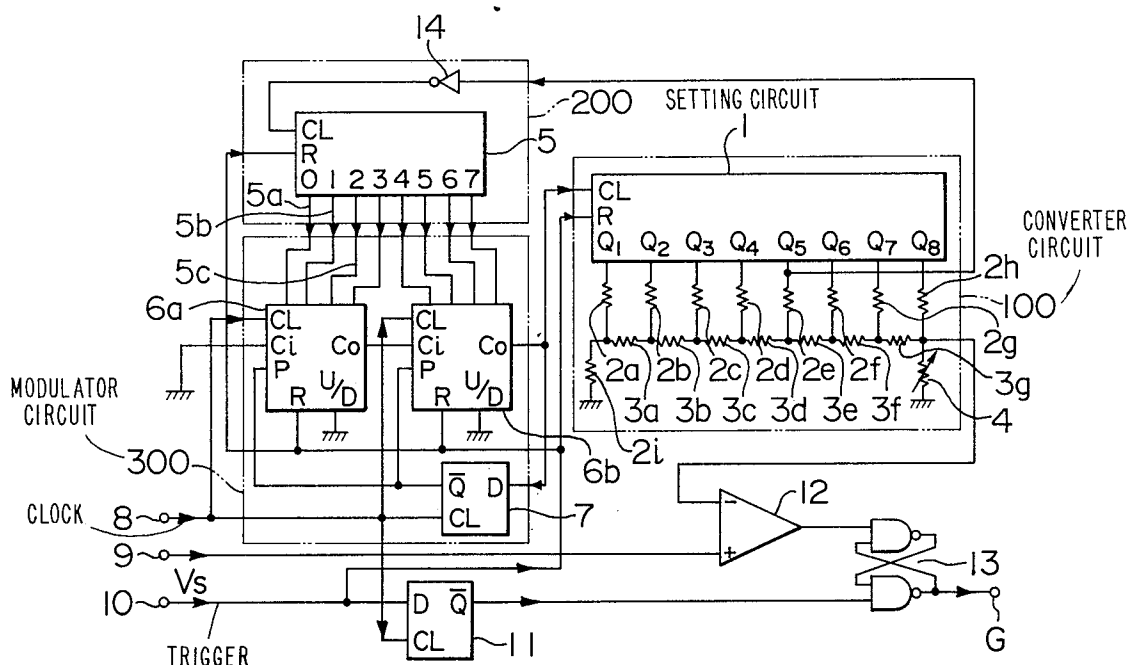 14
200
SETTING CIRCUIT
1
CL
R
5
0 1 2 3 4 5 6 7
5a
5b
5c
CL
R
Q1 Q2 Q3 Q4 Q5 Q6 Q7 Q8
CONVERTER CIRCUIT
2h
100
6a
CL
Ci
P
Co
R
U/D
CL
Ci
P
Co
R
U/D
2a 2b 2c 2d 2e 2f 2g
3a 3b 3c 3d 3e 3f 3g
4
2i
6b
MODULATOR CIRCUIT
300
Q̅ D
CL
7
CLOCK
8
9
Vs
10
TRIGGER
D Q̅
CL
11
12
-
+
13
G